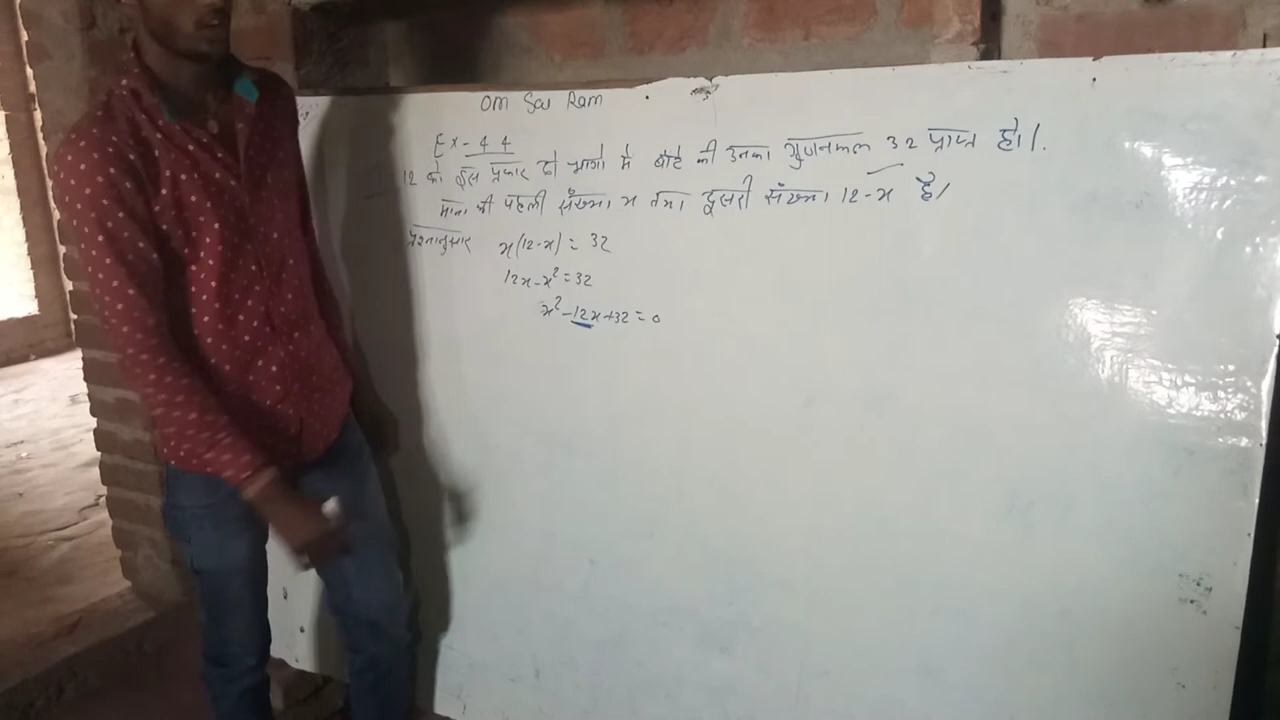 Om Sai Ram
Ex - 4.4
12 को इस प्रकार दो भागो मे बाँटे की उनका गुणनफल 32 प्राप्त हो।
माना की पहली सँख्या x तथा दूसरी सँख्या 12-x है।
प्रश्नानुसार x(12-x) = 32
12x-x²=32
x²-12x+32=0